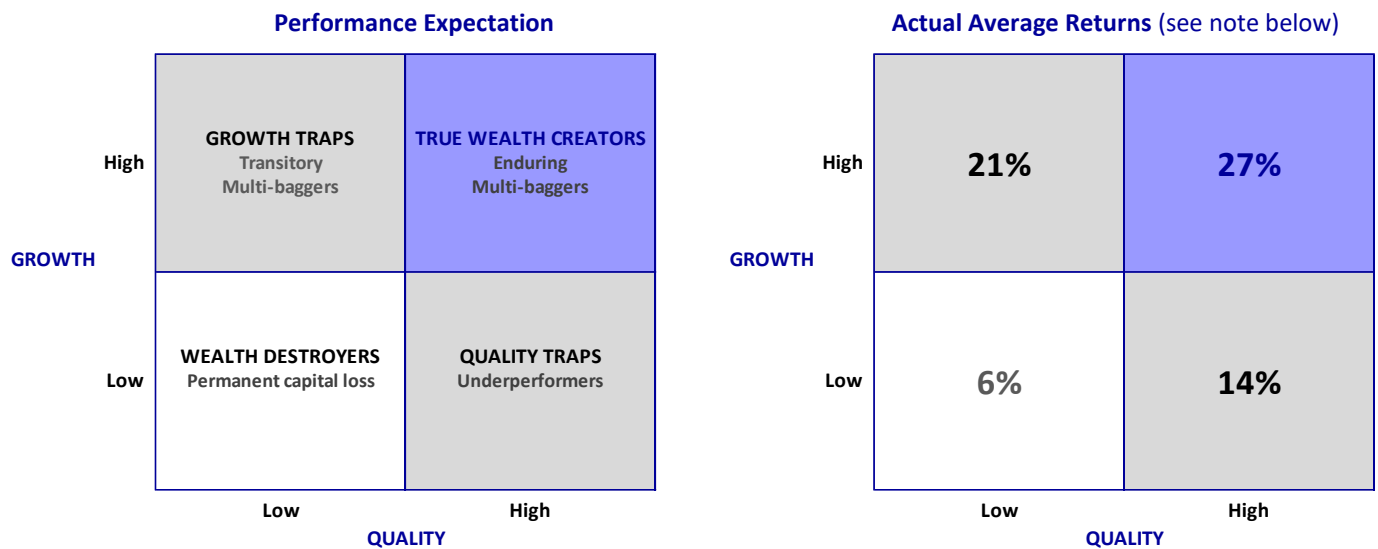 Performance Expectation
High
GROWTH
Low
GROWTH TRAPS
Transitory
Multi-baggers
TRUE WEALTH CREATORS
Enduring
Multi-baggers
WEALTH DESTROYERS
Permanent capital loss
QUALITY TRAPS
Underperformers
Low
High
QUALITY
Actual Average Returns (see note below)
High
GROWTH
Low
21%
27%
6%
14%
Low
High
QUALITY